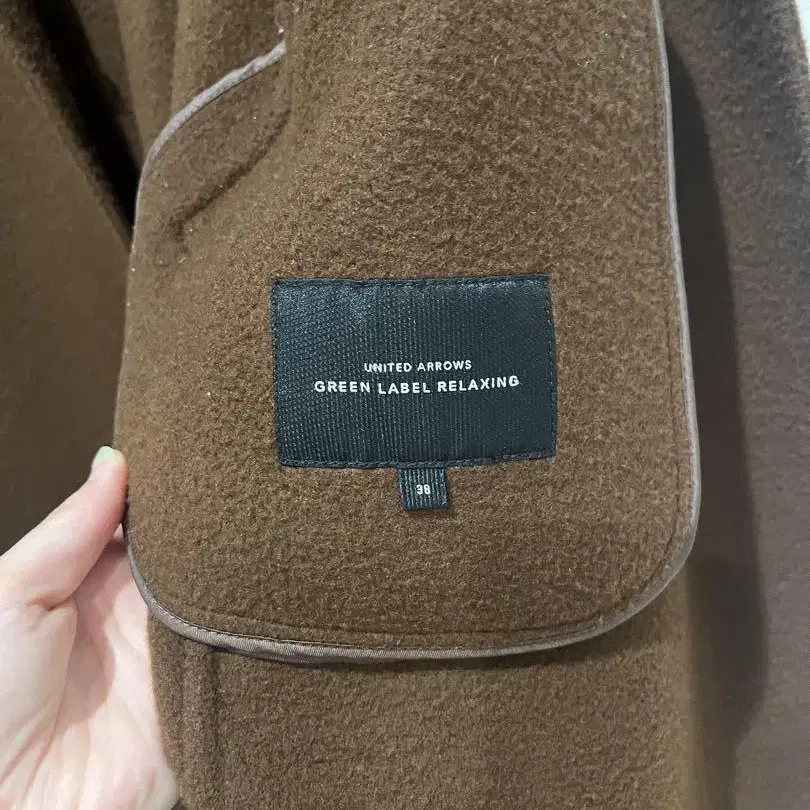 UNITED ARROWS
GREEN LABEL RELAXING
38